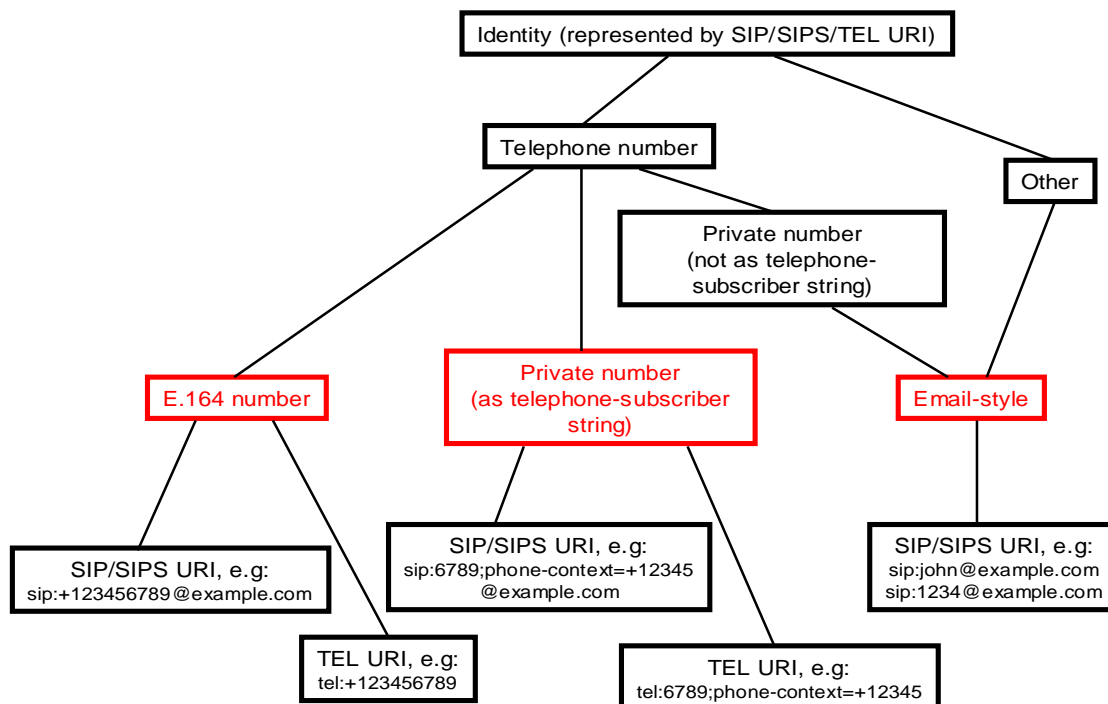 Identity (represented by SIP/SIPS/TEL URI)
Telephone number
Other
Private number
(not as telephone-
subscriber string)
E.164 number
Private number
(as telephone-subscriber
string)
Email-style
SIP/SIPS URI, e.g:
sip:+123456789@example.com
SIP/SIPS URI, e.g:
sip:6789;phone-context=+12345
@example.com
SIP/SIPS URI, e.g:
sip:john@example.com
sip:1234@example.com
TEL URI, e.g:
tel:+123456789
TEL URI, e.g:
tel:6789;phone-context=+12345